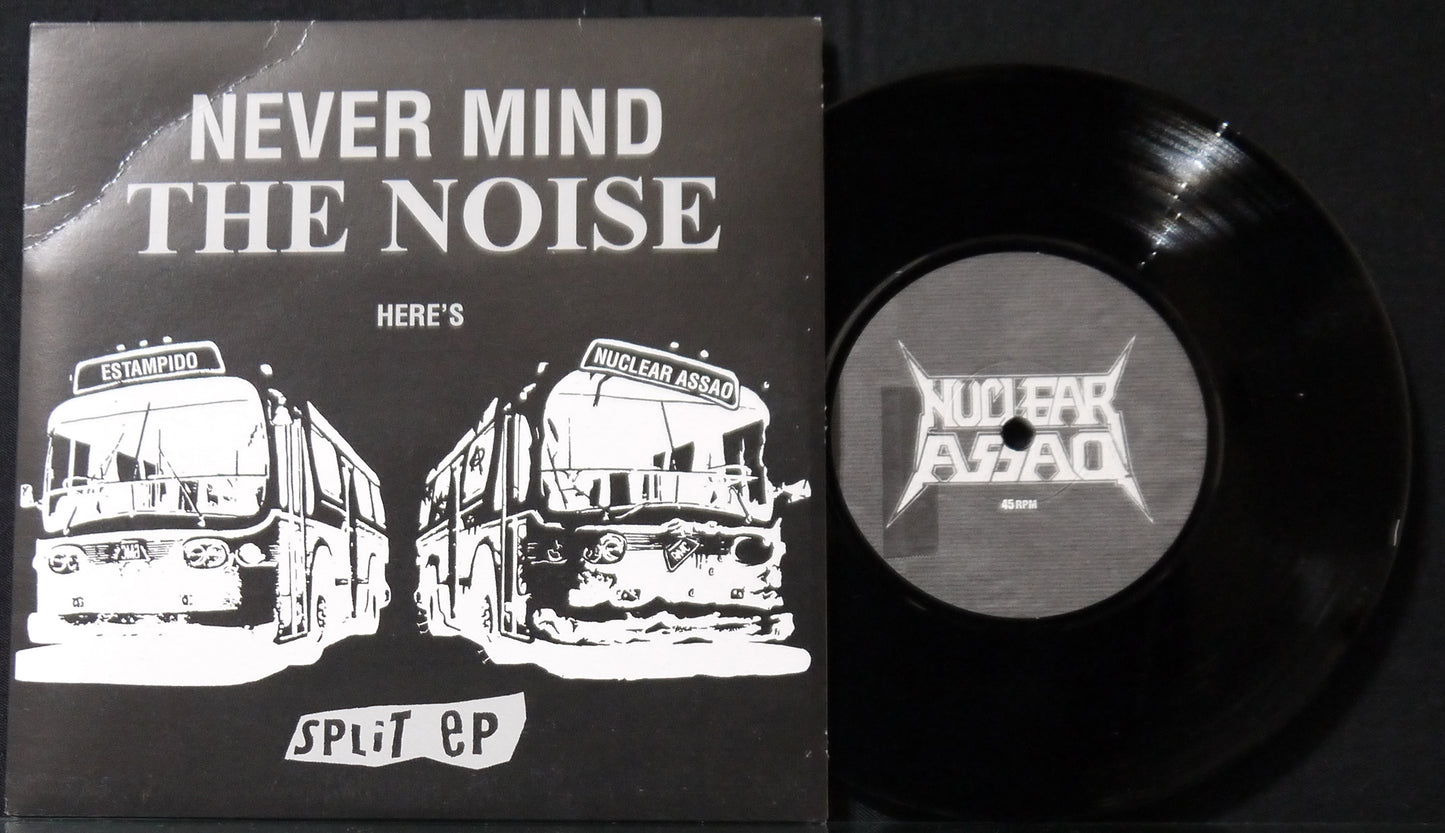 NEVER MIND
THE NOISE
HERE'S
ESTAMPIDO
NUCLEAR ASSAO
SPLiT eP
NUCLEAR
ASSAO
45 RPM